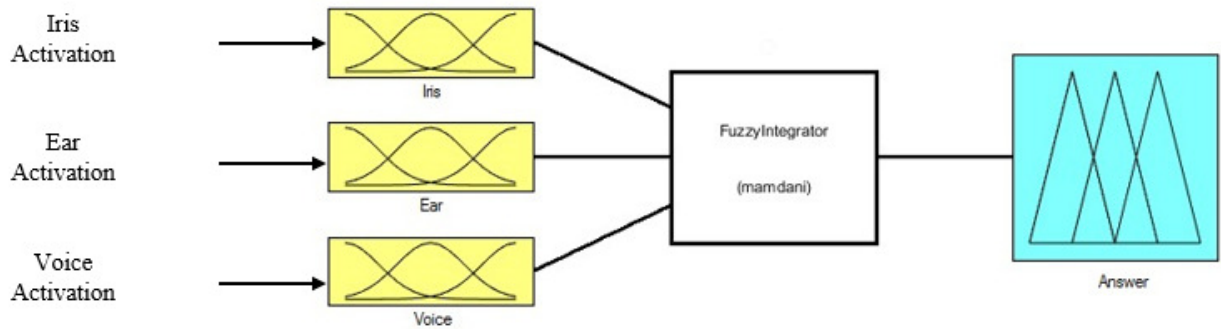 Iris
Activation
Iris
Ear
Activation
Ear
Voice
Activation
Voice
FuzzyIntegrator
(mamdani)
Answer